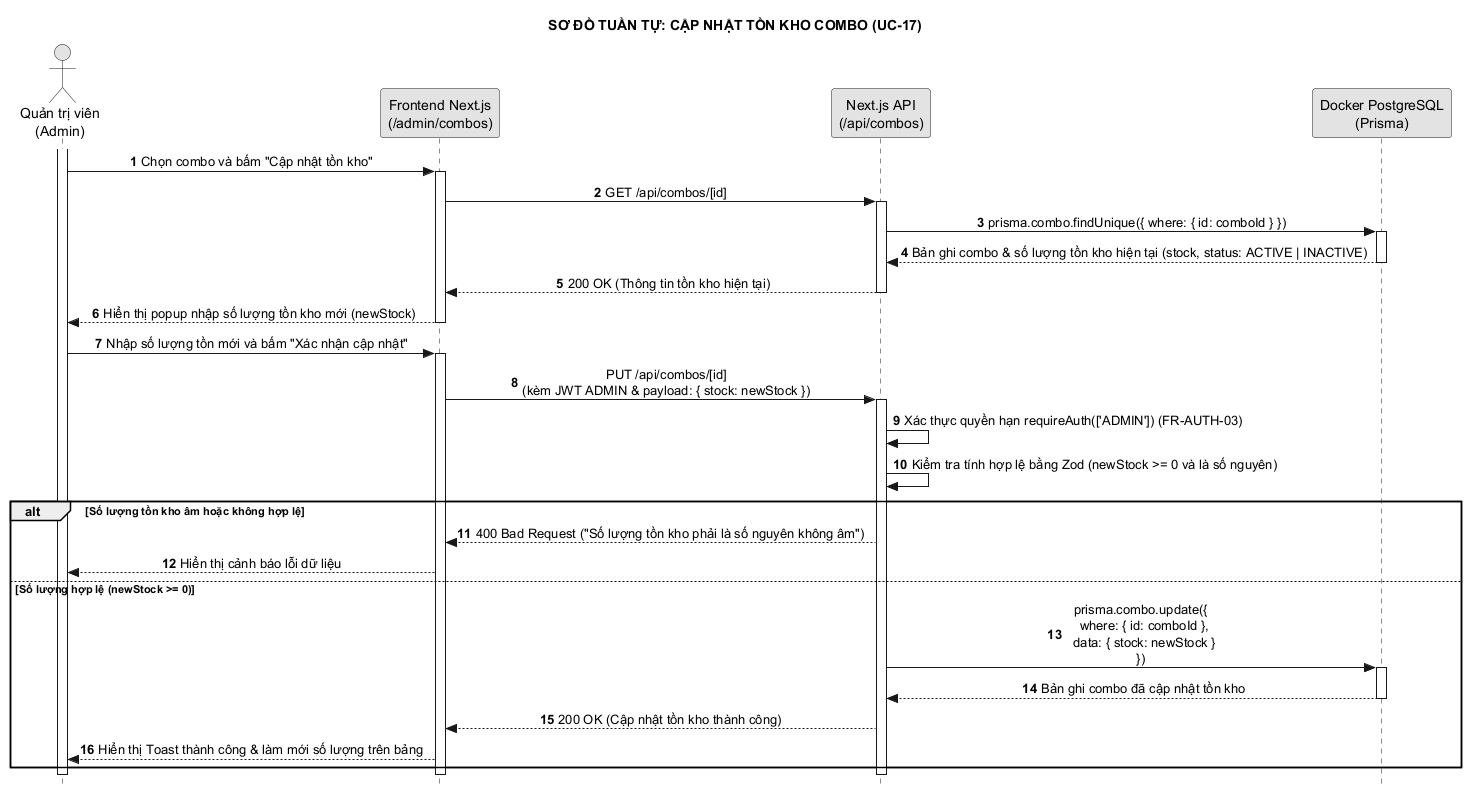 SƠ ĐỒ TUẦN TỰ: CẬP NHẬT TỒN KHO COMBO (UC-17)
Quản trị viên
(Admin)
Frontend Next.js
(/admin/combos)
Next.js API
(/api/combos)
Docker PostgreSQL
(Prisma)
1 Chọn combo và bấm "Cập nhật tồn kho"
2 GET /api/combos/[id]
3 prisma.combo.findUnique({ where: { id: comboId } })
4 Bản ghi combo & số lượng tồn kho hiện tại (stock, status: ACTIVE | INACTIVE)
5 200 OK (Thông tin tồn kho hiện tại)
6 Hiển thị popup nhập số lượng tồn kho mới (newStock)
7 Nhập số lượng tồn mới và bấm "Xác nhận cập nhật"
PUT /api/combos/[id]
8 (kèm JWT ADMIN & payload: { stock: newStock })
9 Xác thực quyền hạn requireAuth(['ADMIN']) (FR-AUTH-03)
10 Kiểm tra tính hợp lệ bằng Zod (newStock >= 0 và là số nguyên)
alt [Số lượng tồn kho âm hoặc không hợp lệ]
11 400 Bad Request ("Số lượng tồn kho phải là số nguyên không âm")
12 Hiển thị cảnh báo lỗi dữ liệu
[Số lượng hợp lệ (newStock >= 0)]
prisma.combo.update({
where: { id: comboId },
13 data: { stock: newStock }
})
14 Bản ghi combo đã cập nhật tồn kho
15 200 OK (Cập nhật tồn kho thành công)
16 Hiển thị Toast thành công & làm mới số lượng trên bảng